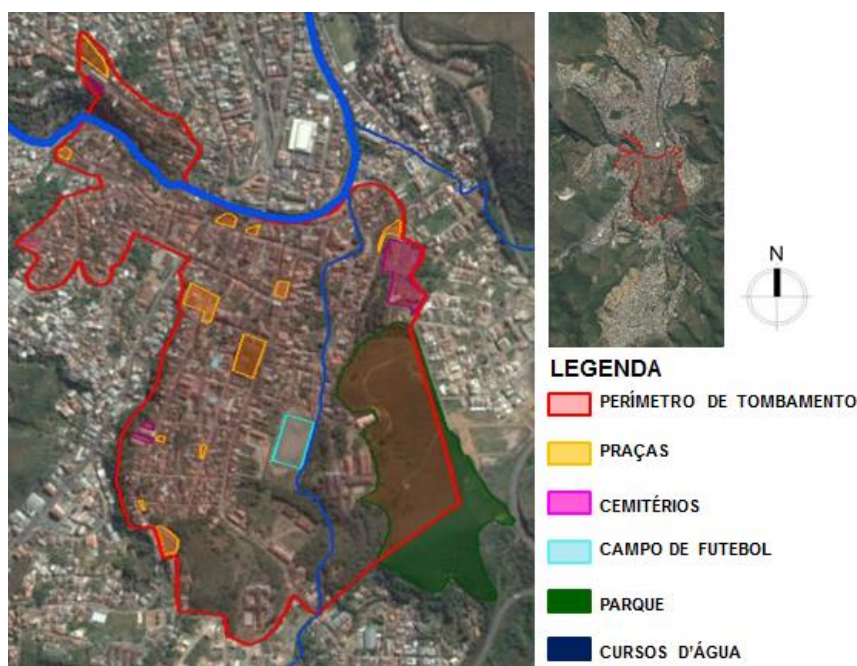 N
LEGENDA
PERÍMETRO DE TOMBAMENTO
PRAÇAS
CEMITÉRIOS
CAMPO DE FUTEBOL
PARQUE
CURSOS D'ÁGUA